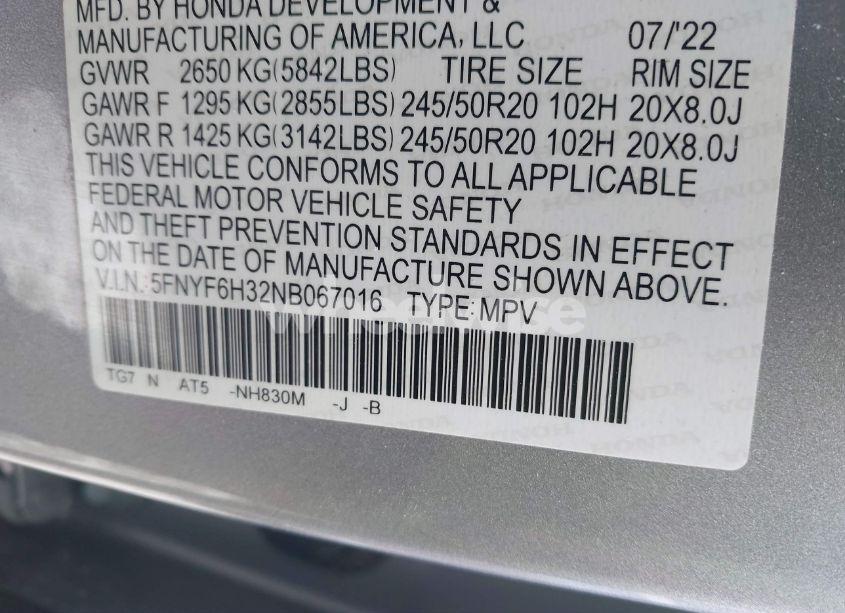 MFD. BY HONDA DEVELOPMENT &
MANUFACTURING OF AMERICA, LLC 07/'22
GVWR 2650 KG(5842LBS) TIRE SIZE RIM SIZE
GAWR F 1295 KG(2855LBS) 245/50R20 102H 20X8.0J
GAWR R 1425 KG(3142LBS) 245/50R20 102H 20X8.0J
THIS VEHICLE CONFORMS TO ALL APPLICABLE
FEDERAL MOTOR VEHICLE SAFETY
AND THEFT PREVENTION STANDARDS IN EFFECT
ON THE DATE OF MANUFACTURE SHOWN ABOVE.
V.I.N.: 5FNYF6H32NB067016 TYPE: MPV
wheelwise
TG7 N AT5 -NH830M -J -B